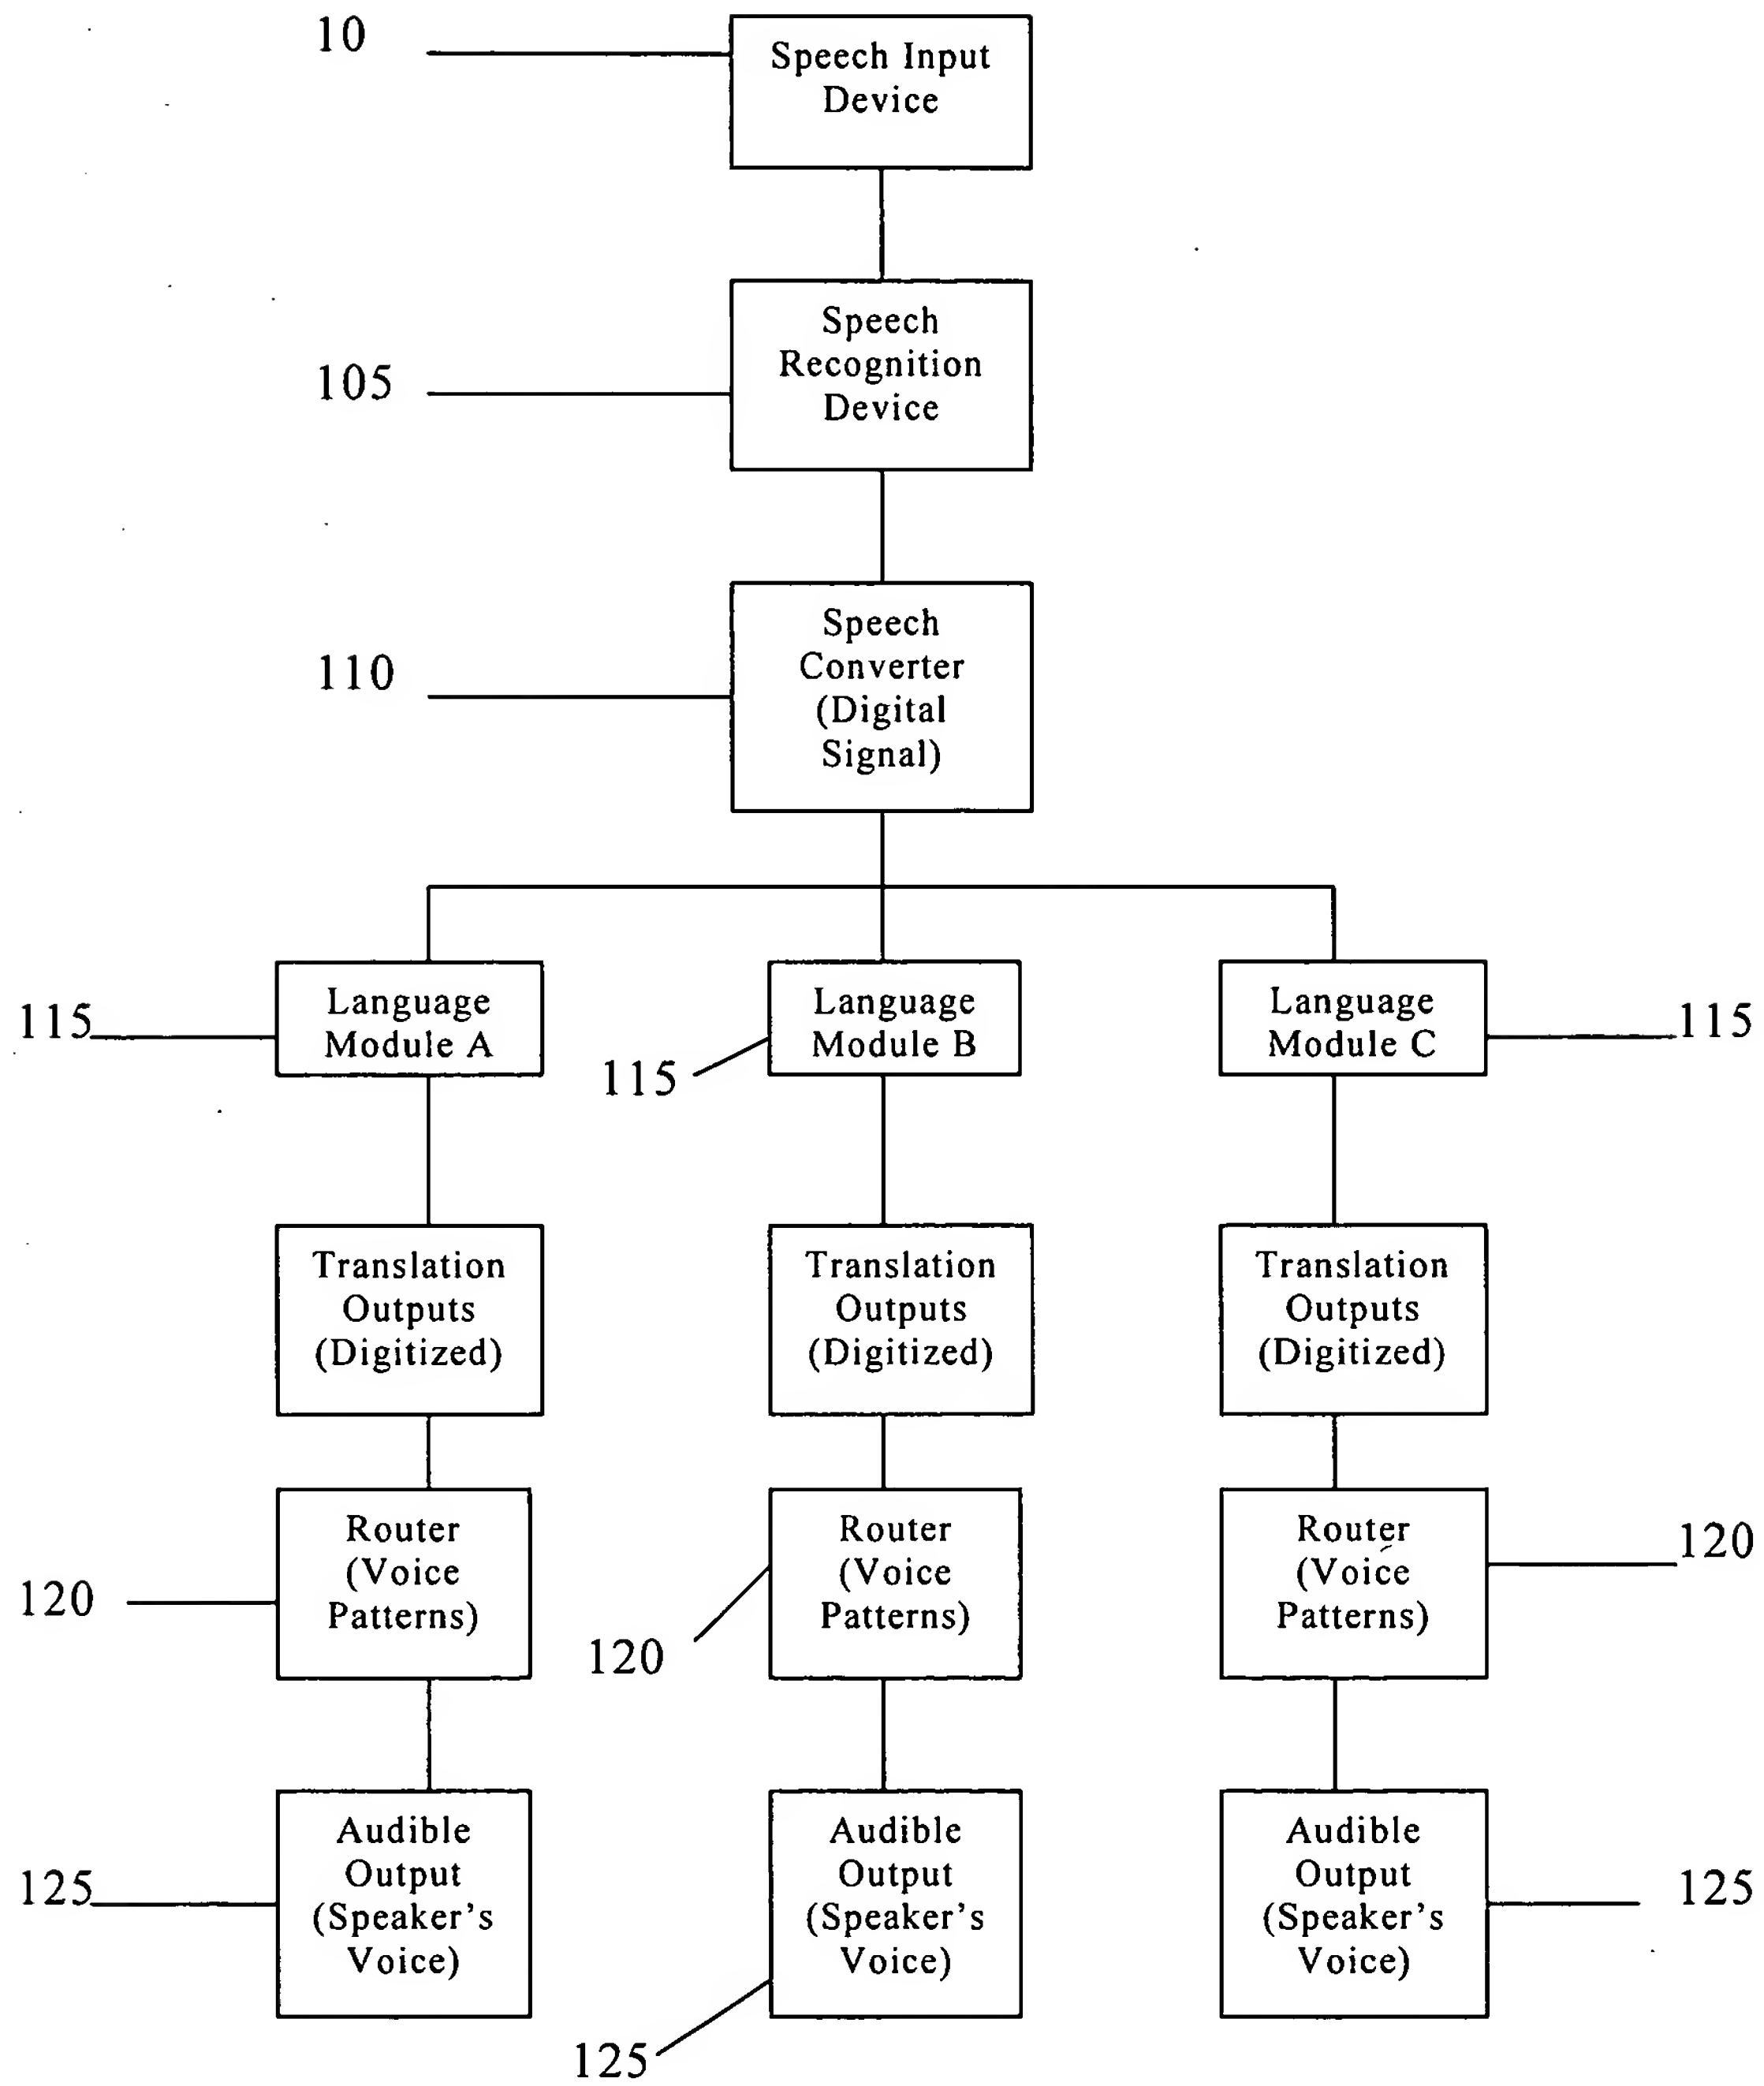 10
Speech Input
Device
Speech
Recognition
Device
105
Speech
Converter
(Digital
Signal)
110
115
Language
Module A
115
Language
Module B
Language
Module C
115
Translation
Outputs
(Digitized)
Translation
Outputs
(Digitized)
Translation
Outputs
(Digitized)
120
Router
(Voice
Patterns)
120
Router
(Voice
Patterns)
Router
(Voice
Patterns)
120
125
Audible
Output
(Speaker's
Voice)
125
Audible
Output
(Speaker's
Voice)
Audible
Output
(Speaker's
Voice)
125